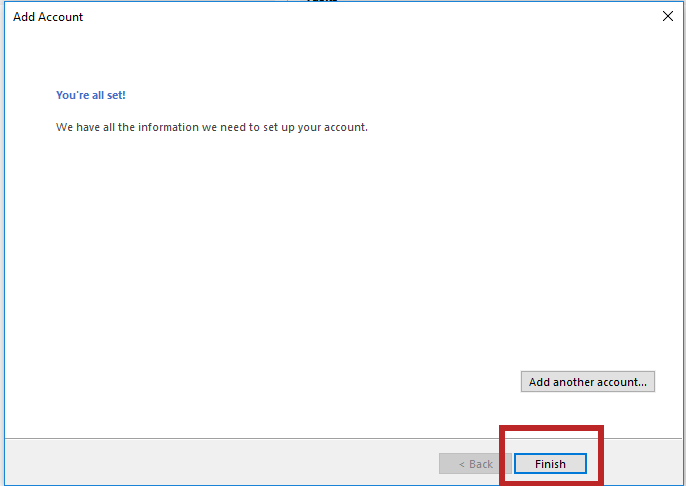 Add Account
You're all set!
We have all the information we need to set up your account.
Add another account...
< Back
Finish